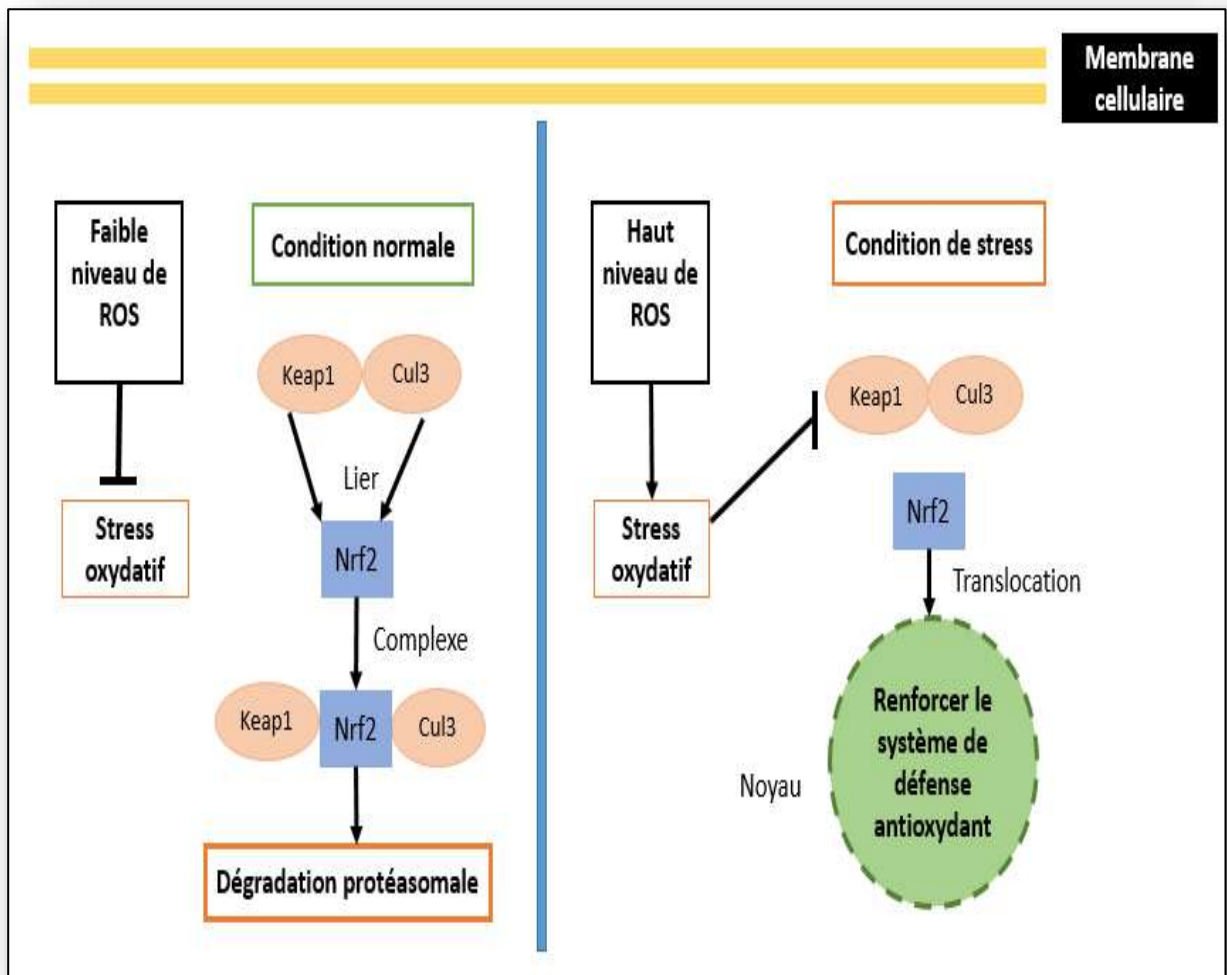 Membrane
cellulaire
Faible
niveau de
ROS
Condition normale
Keap1
Cul3
Lier
Stress
oxydatif
Nrf2
Complexe
Keap1
Nrf2
Cul3
Dégradation protéasomale
Haut
niveau de
ROS
Condition de stress
Keap1
Cul3
Stress
oxydatif
Nrf2
Translocation
Noyau
Renforcer le
système de
défense
antioxydant